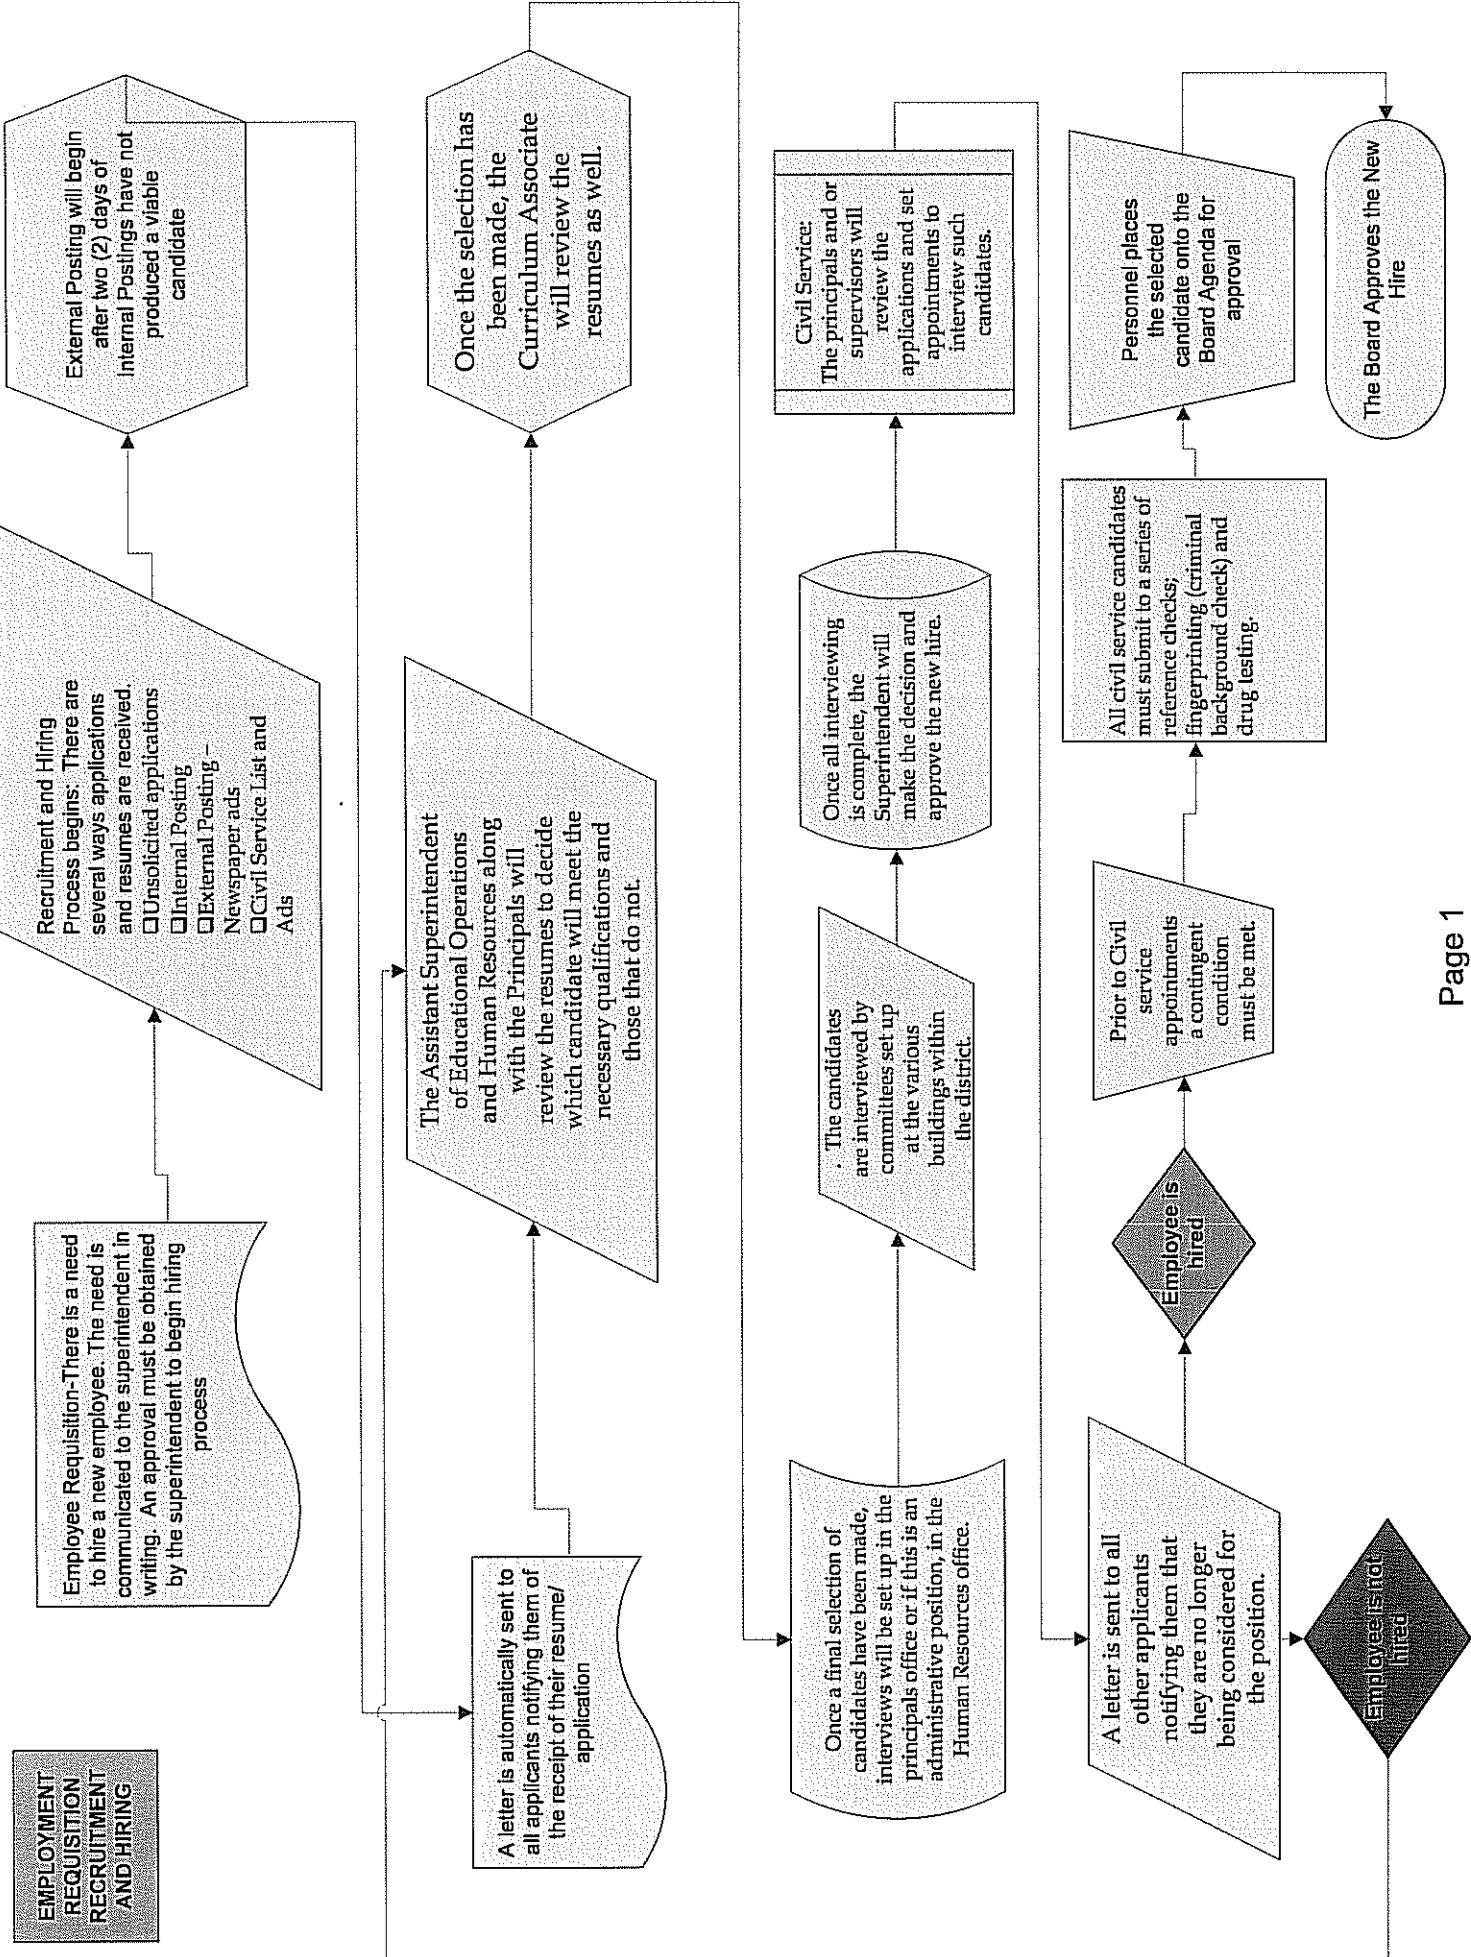 EMPLOYMENT
REQUISITION
RECRUITMENT
AND HIRING
Employee Requisition-There is a need
to hire a new employee. The need is
communicated to the superintendent in
writing. An approval must be obtained
by the superintendent to begin hiring
process
Recruitment and Hiring
Process begins: There are
several ways applications
and resumes are received.
❑Unsolicited applications
❑Internal Posting
❑External Posting –
Newspaper ads
❑Civil Service List and
Ads
External Posting will begin
after two (2) days of
Internal Postings have not
produced a viable
candidate
A letter is automatically sent to
all applicants notifying them of
the receipt of their resume/
application
The Assistant Superintendent
of Educational Operations
and Human Resources along
with the Principals will
review the resumes to decide
which candidate will meet the
necessary qualifications and
those that do not.
Once the selection has
been made, the
Curriculum Associate
will review the
resumes as well.
Once a final selection of
candidates have been made,
interviews will be set up in the
principals office or if this is an
administrative position, in the
Human Resources office.
. The candidates
are interviewed by
committees set up
at the various
buildings within
the district.
Once all interviewing
is complete, the
Superintendent will
make the decision and
approve the new hire.
Civil Service:
The principals and or
supervisors will
review the
applications and set
appointments to
interview such
candidates.
A letter is sent to all
other applicants
notifying them that
they are no longer
being considered for
the position.
Employee is
hired
Prior to Civil
service
appointments
a contingent
condition
must be met.
All civil service candidates
must submit to a series of
reference checks;
fingerprinting (criminal
background check) and
drug testing.
Personnel places
the selected
candidate onto the
Board Agenda for
approval
Employee is not
hired
The Board Approves the New
Hire
Page 1